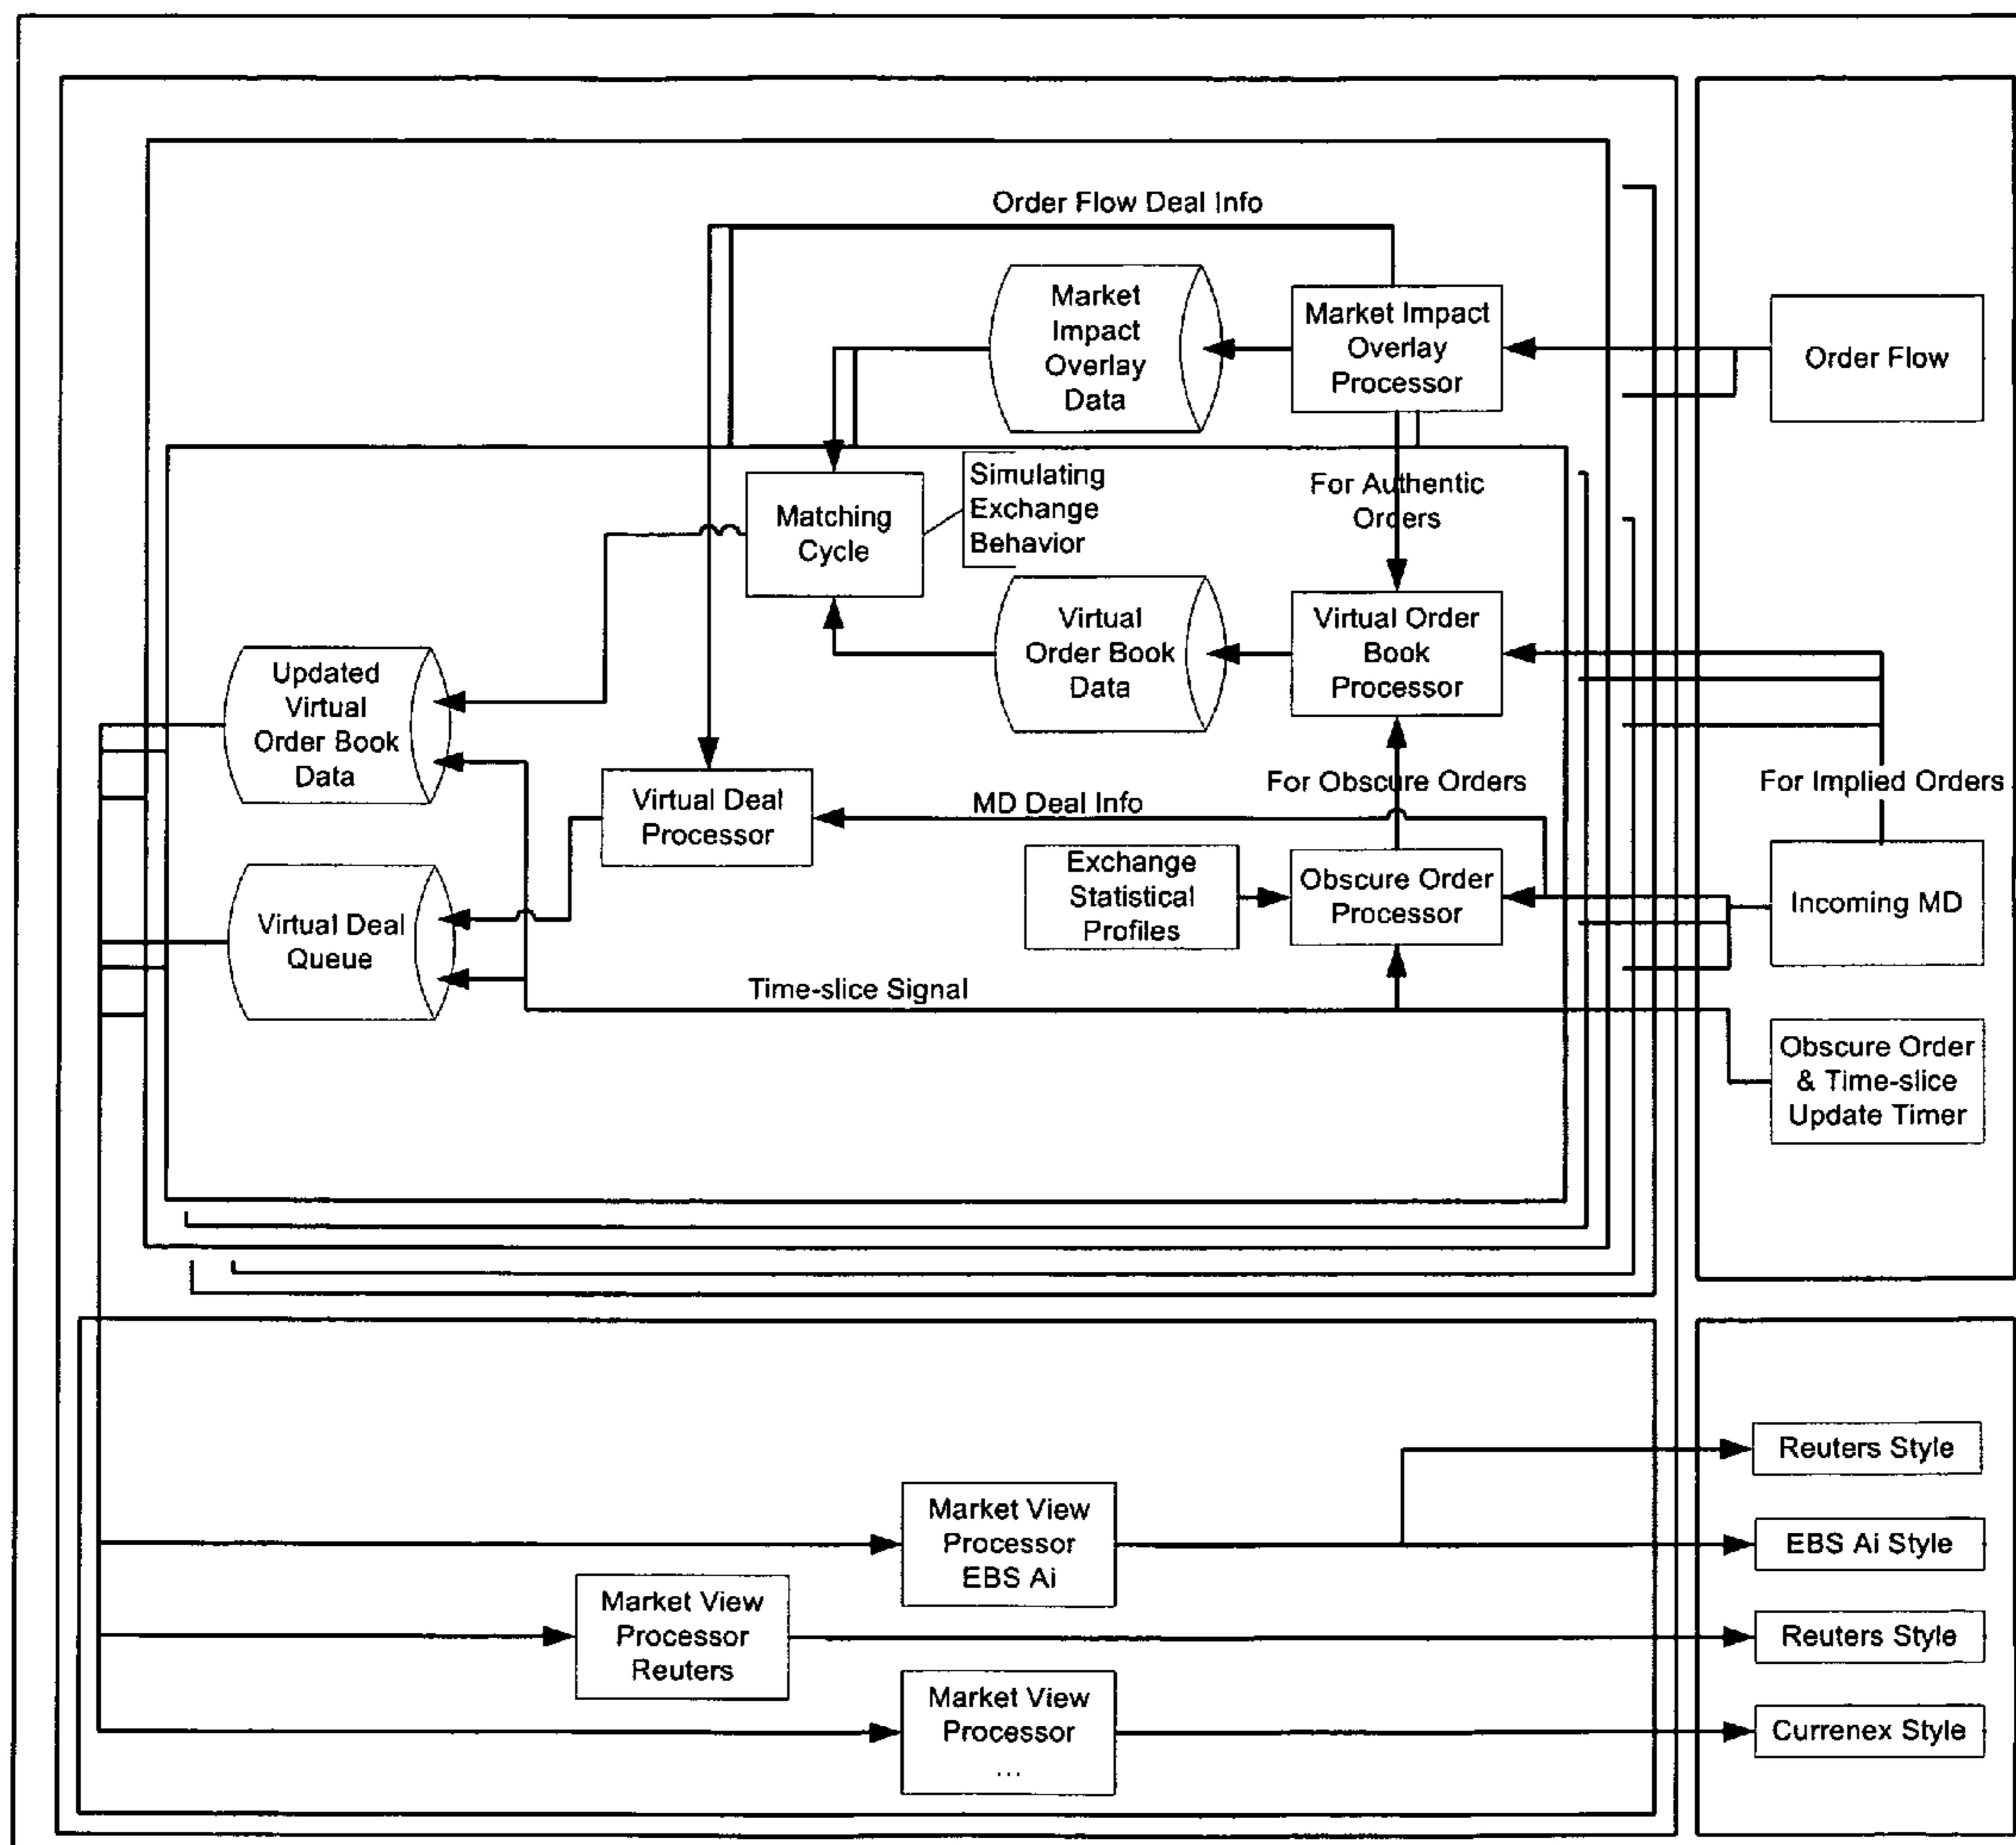 Order Flow Deal Info
Market
Impact
Overlay
Data
Market Impact
Overlay
Processor
Order Flow
Matching
Cycle
Simulating
Exchange
Behavior
For Authentic
Orders
Virtual
Order Book
Data
Virtual Order
Book
Processor
Updated
Virtual
Order Book
Data
Virtual Deal
Processor
MD Deal Info
For Obscure Orders
For Implied Orders
Exchange
Statistical
Profiles
Obscure Order
Processor
Incoming MD
Virtual Deal
Queue
Time-slice Signal
Obscure Order
& Time-slice
Update Timer
Reuters Style
Market View
Processor
EBS Ai
EBS Ai Style
Market View
Processor
Reuters
Reuters Style
Market View
Processor
...
Currenex Style